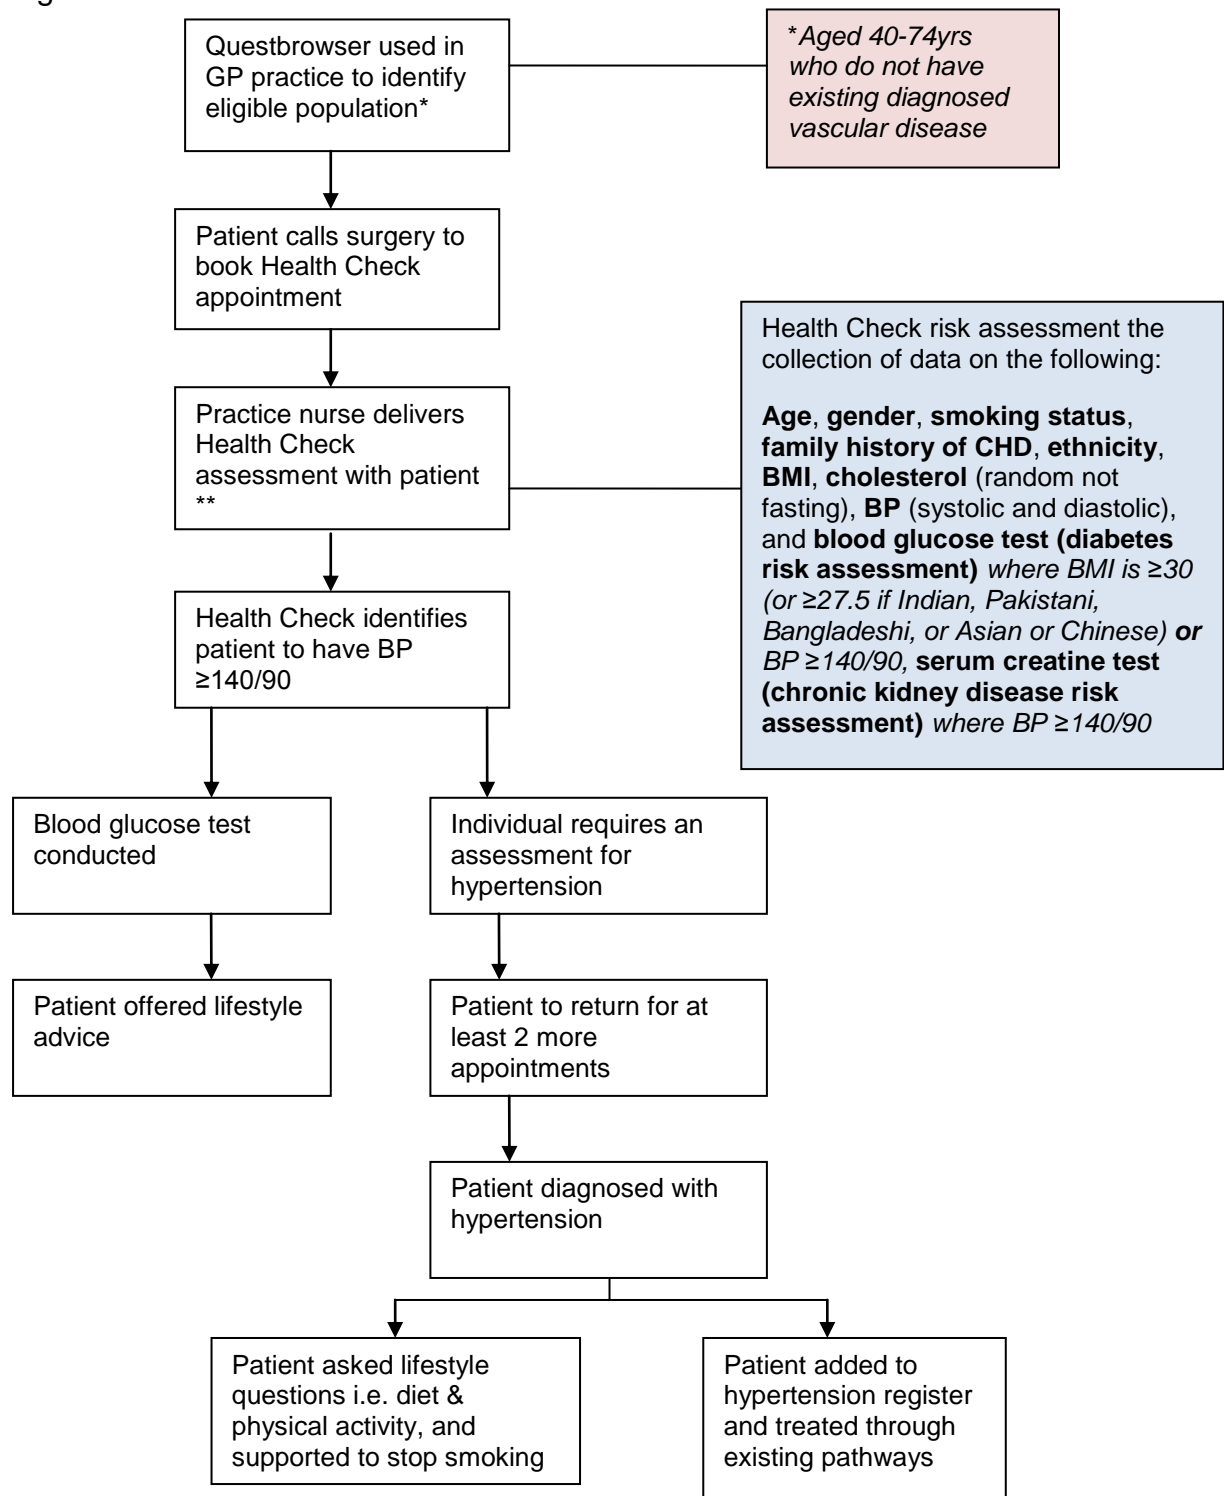 Questbrowser used in
GP practice to identify
eligible population*
*Aged 40-74yrs
who do not have
existing diagnosed
vascular disease
Patient calls surgery to
book Health Check
appointment
Health Check risk assessment the
collection of data on the following:
Age, gender, smoking status,
family history of CHD, ethnicity,
BMI, cholesterol (random not
fasting), BP (systolic and diastolic),
and blood glucose test (diabetes
risk assessment) where BMI is ≥30
(or ≥27.5 if Indian, Pakistani,
Bangladeshi, or Asian or Chinese) or
BP ≥140/90, serum creatine test
(chronic kidney disease risk
assessment) where BP ≥140/90
Practice nurse delivers
Health Check
assessment with patient
**
Health Check identifies
patient to have BP
≥140/90
Blood glucose test
conducted
Individual requires an
assessment for
hypertension
Patient offered lifestyle
advice
Patient to return for at
least 2 more
appointments
Patient diagnosed with
hypertension
Patient asked lifestyle
questions i.e. diet &
physical activity, and
supported to stop smoking
Patient added to
hypertension register
and treated through
existing pathways